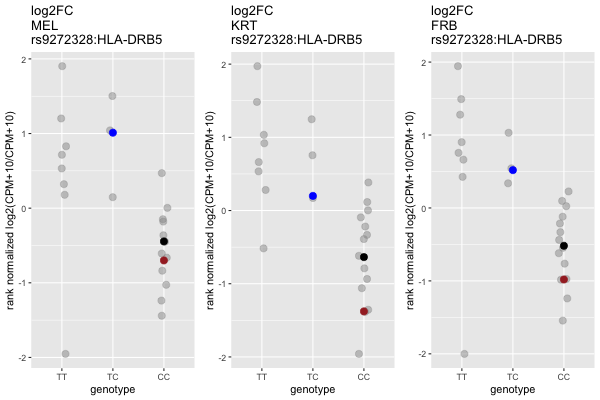 log2FC
MEL
rs9272328:HLA-DRB5
rank normalized log2(CPM+10/CPM+10)
2
1
0
-1
-2
TT
TC
CC
genotype
log2FC
KRT
rs9272328:HLA-DRB5
rank normalized log2(CPM+10/CPM+10)
2
1
0
-1
-2
TT
TC
CC
genotype
log2FC
FRB
rs9272328:HLA-DRB5
rank normalized log2(CPM+10/CPM+10)
2
1
0
-1
-2
TT
TC
CC
genotype